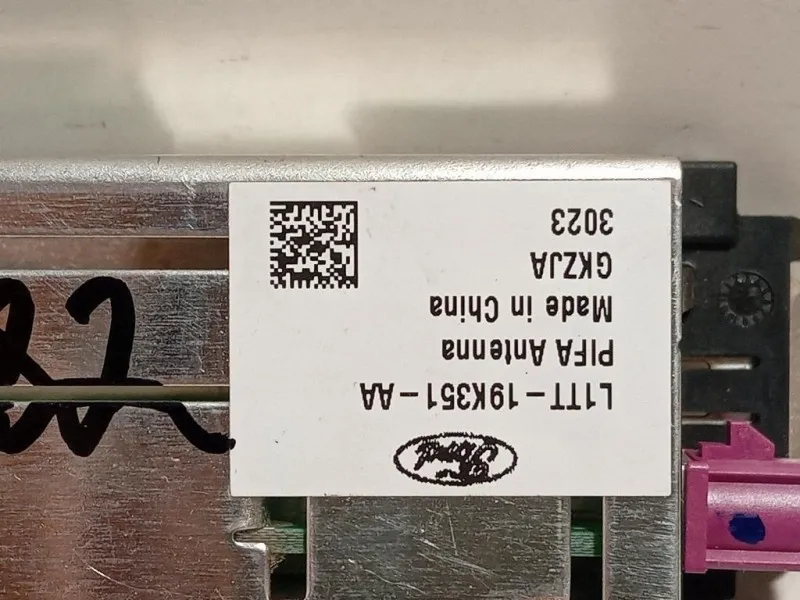 Ford
L1TT-19K351-AA
PIFA Antenna
Made in China
GKZJA
3023